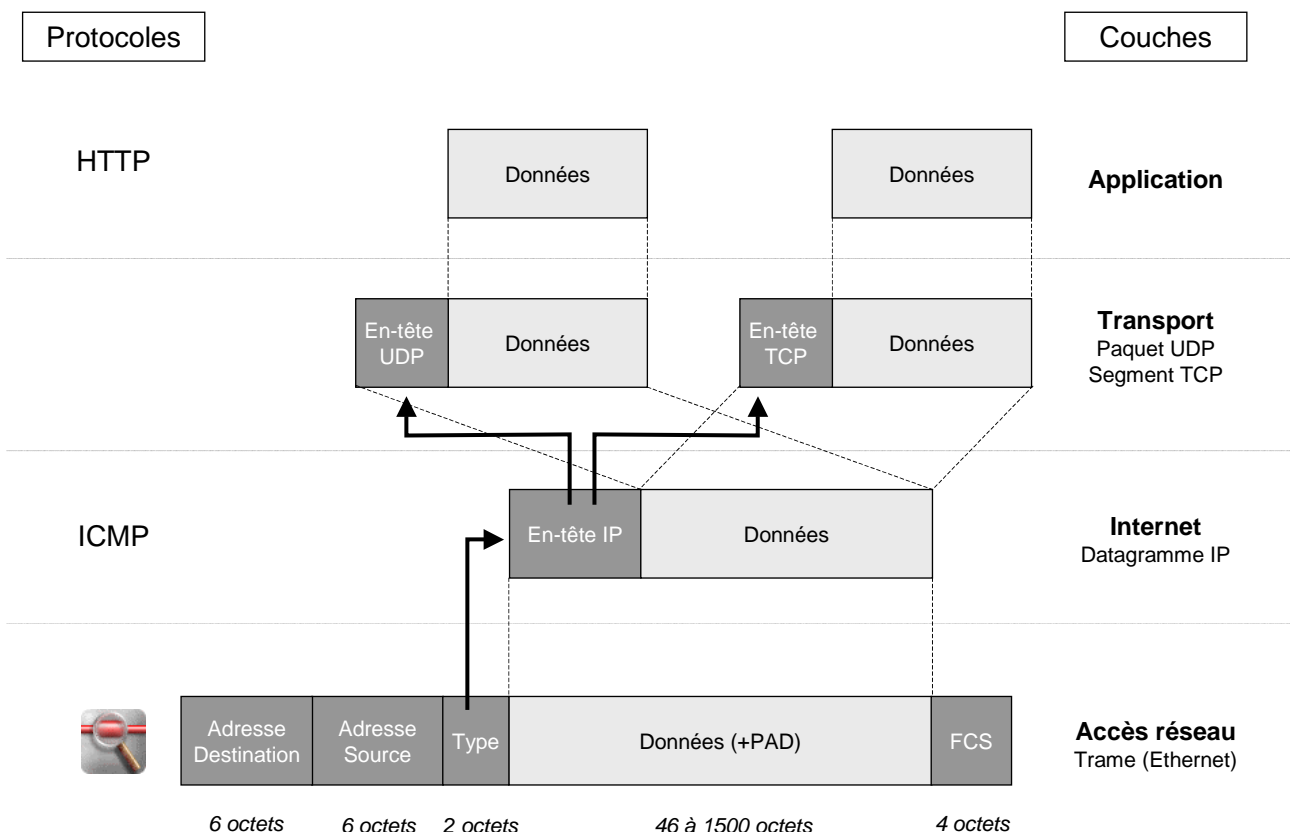 Protocoles
Couches
HTTP
Données
Données
Application
En-tête
UDP
Données
En-tête
TCP
Données
Transport
Paquet UDP
Segment TCP
ICMP
En-tête IP
Données
Internet
Datagramme IP
Adresse
Destination
Adresse
Source
Type
Données (+PAD)
FCS
Accès réseau
Trame (Ethernet)
6 octets
6 octets
2 octets
46 à 1500 octets
4 octets